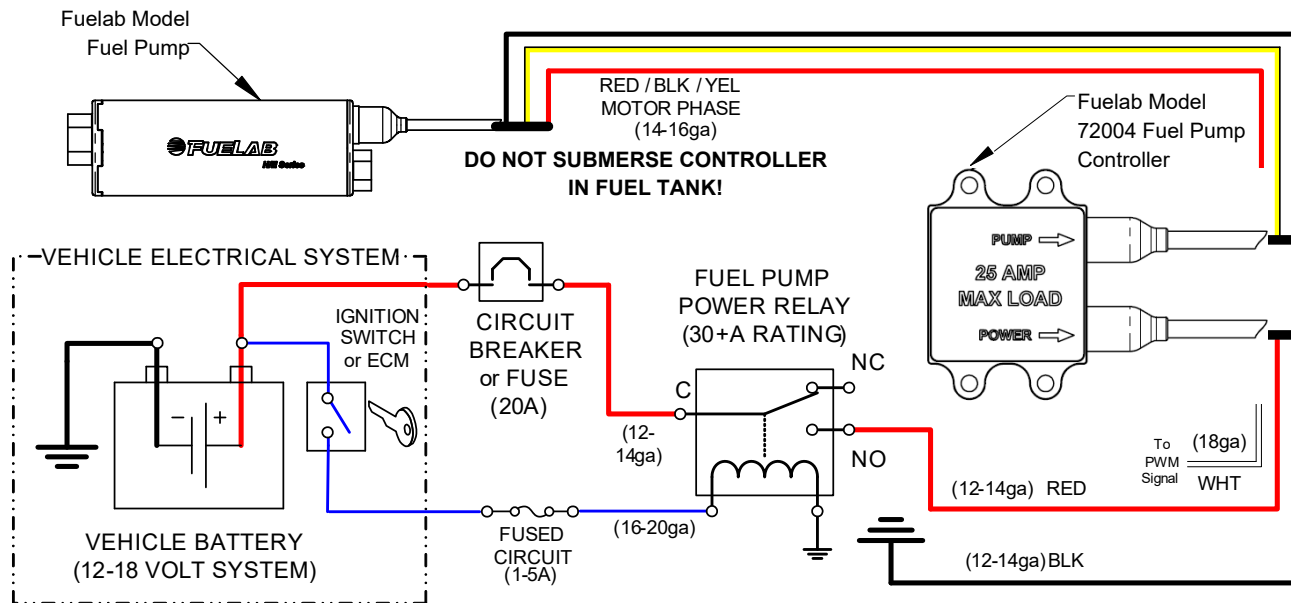 Fuelab Model
Fuel Pump
FUELAB
RED / BLK / YEL
MOTOR PHASE
(14-16ga)
DO NOT SUBMERSE CONTROLLER
IN FUEL TANK!
Fuelab Model
72004 Fuel Pump
Controller
PUMP
25 AMP
MAX LOAD
POWER
VEHICLE ELECTRICAL SYSTEM
IGNITION
SWITCH
or ECM
- +
VEHICLE BATTERY
(12-18 VOLT SYSTEM)
CIRCUIT
BREAKER
or FUSE
(20A)
FUSED
CIRCUIT
(1-5A)
FUEL PUMP
POWER RELAY
(30+A RATING)
C
NC
NO
(12-
14ga)
(16-20ga)
To
PWM
Signal
(18ga)
WHT
(12-14ga) RED
(12-14ga) BLK